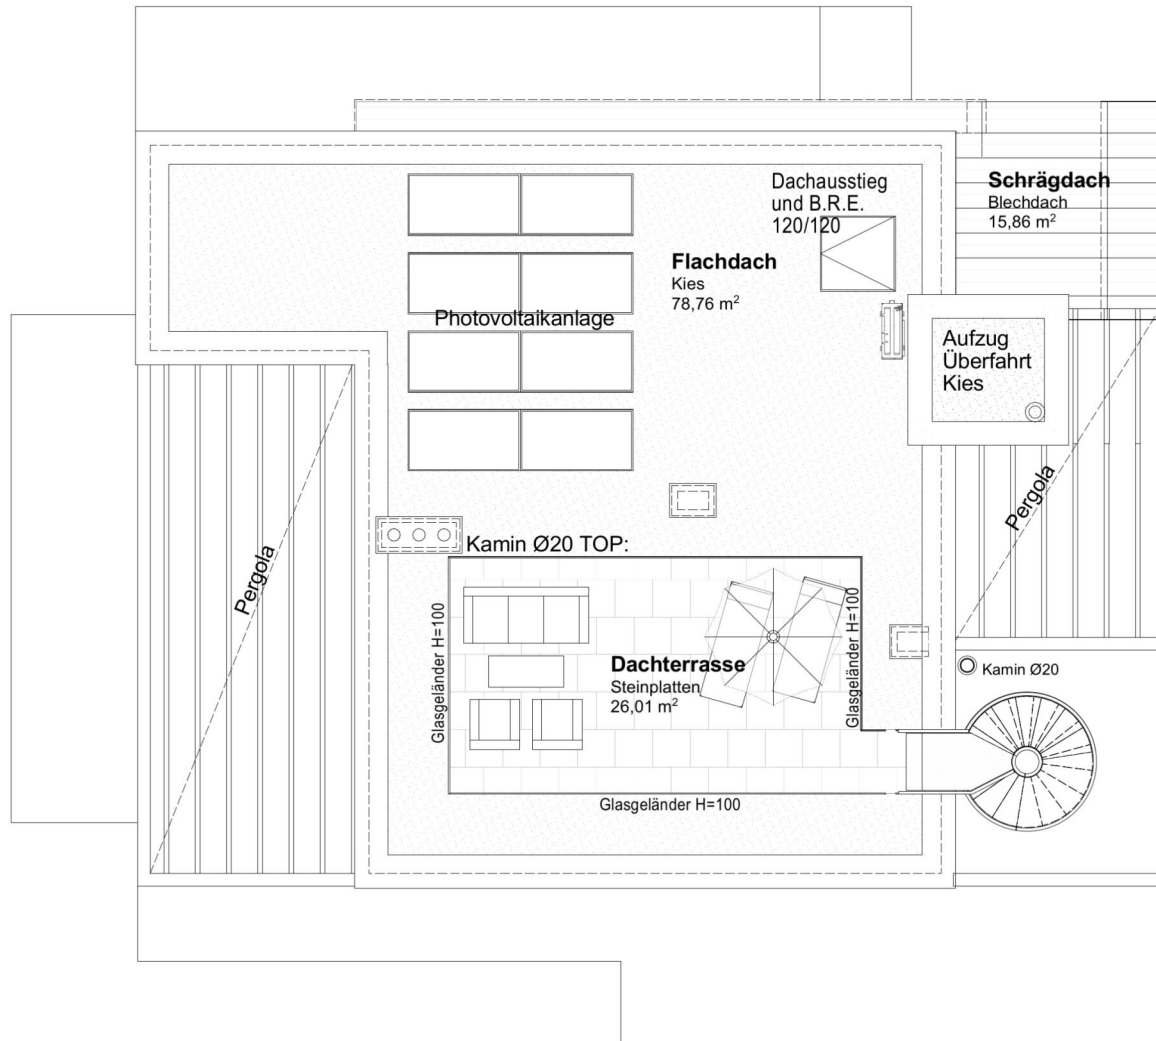 Dachausstieg
und B.R.E.
120/120
Schrägdach
Blechdach
15,86 m²
Flachdach
Kies
78,76 m²
Photovoltaikanlage
Aufzug
Überfahrt
Kies
Pergola
Pergola
Kamin Ø20 TOP:
Glasgeländer H=100
Glasgeländer H=100
Dachterrasse
Steinplatten
26,01 m²
Kamin Ø20
Glasgeländer H=100